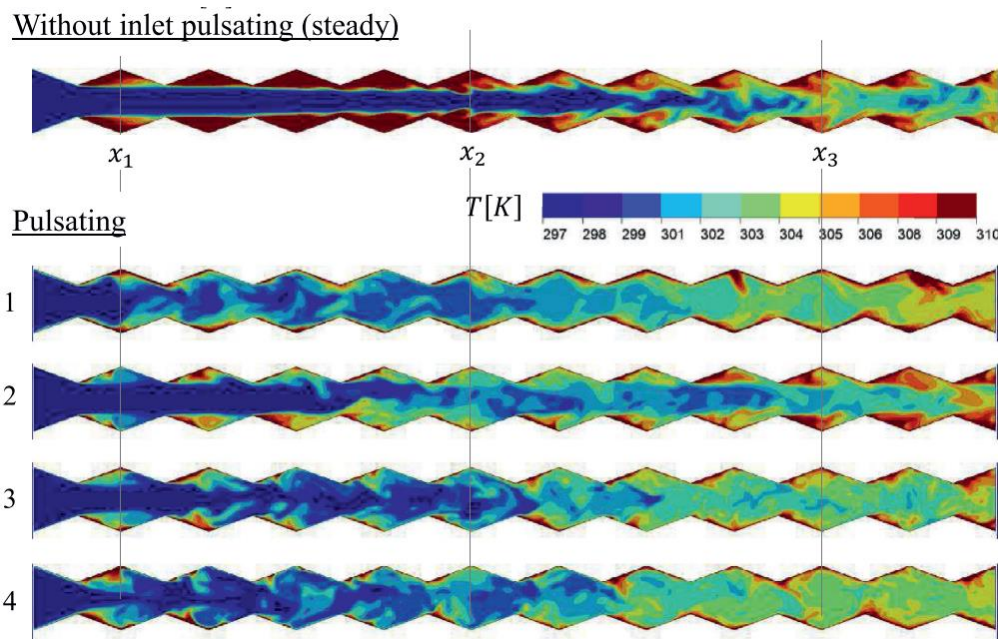 Without inlet pulsating (steady)
x₁ x₂ x₃
T[K]
297 298 299 301 302 303 304 305 306 308 309 310
Pulsating
1
2
3
4